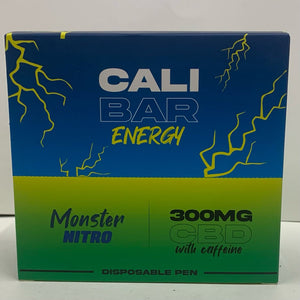 CALI
BAR
ENERGY
Monster
NITRO
300MG
CBD
with caffeine
DISPOSABLE PEN